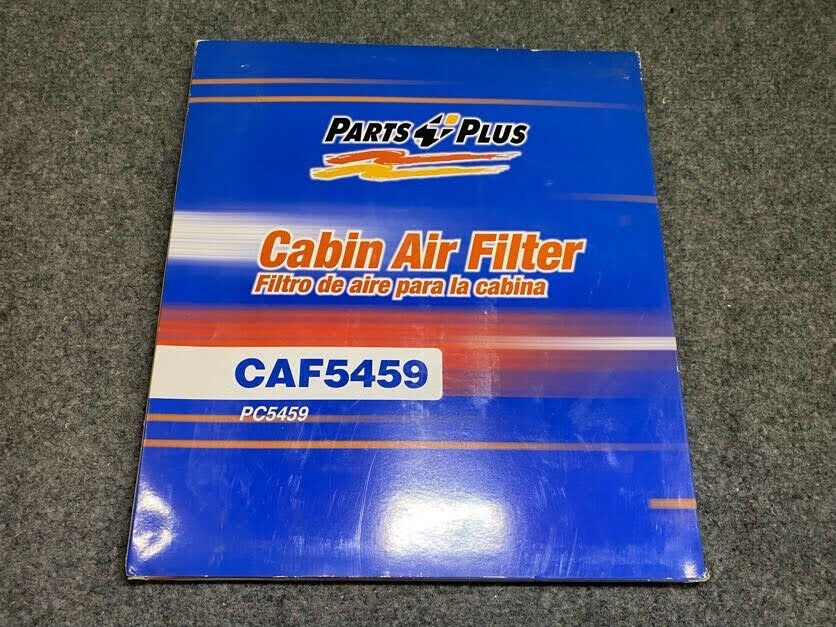 PARTS PLUS
Cabin Air Filter
Filtro de aire para la cabina
CAF5459
PC5459